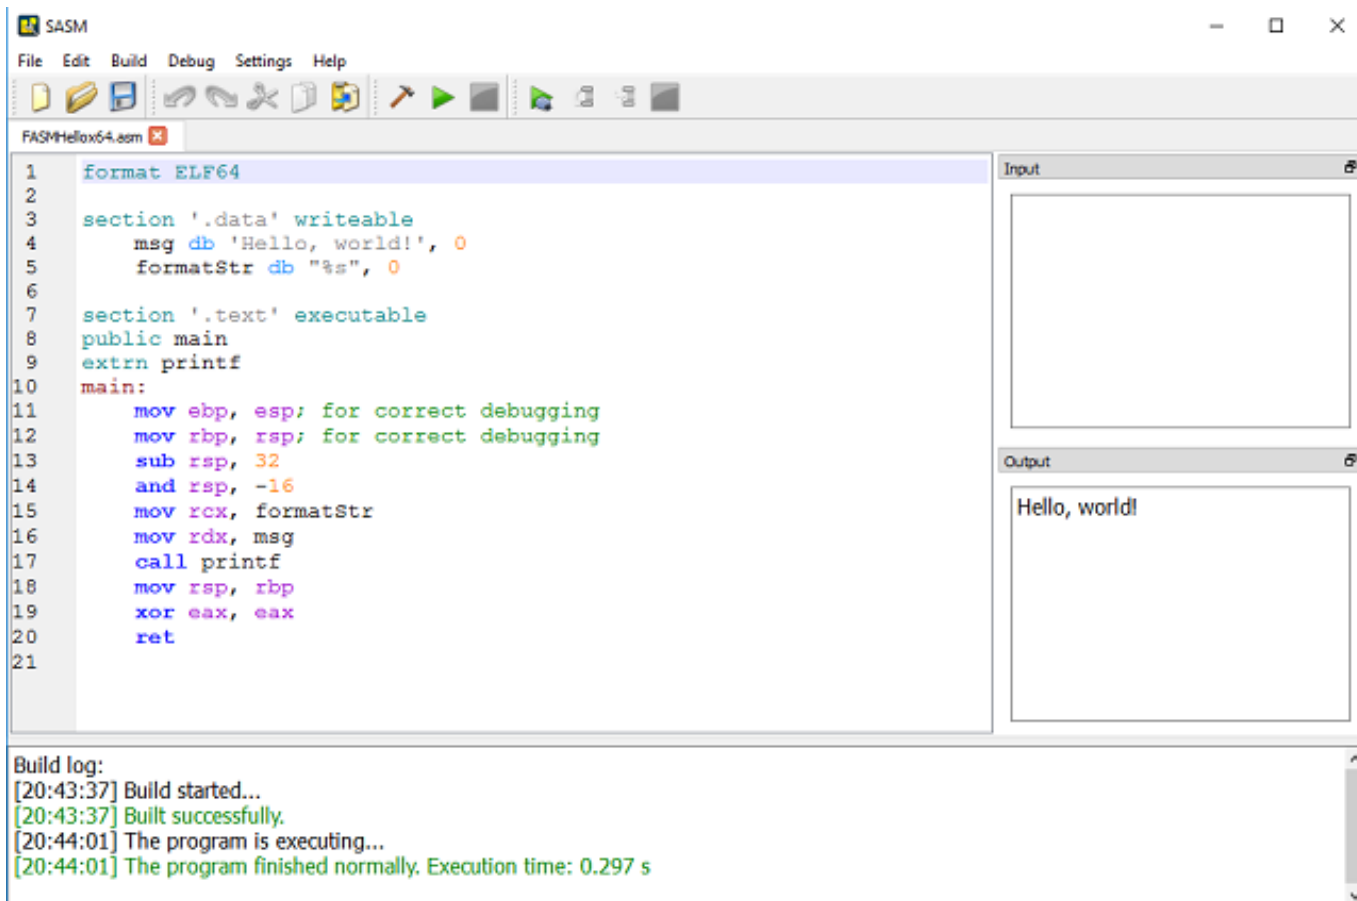 SASM
File Edit Build Debug Settings Help
FASMHellox64.asm
1 format ELF64
2
3 section '.data' writeable
4     msg db 'Hello, world!', 0
5     formatStr db "%s", 0
6
7 section '.text' executable
8 public main
9 extrn printf
10 main:
11     mov ebp, esp; for correct debugging
12     mov rbp, rsp; for correct debugging
13     sub rsp, 32
14     and rsp, -16
15     mov rcx, formatStr
16     mov rdx, msg
17     call printf
18     mov rsp, rbp
19     xor eax, eax
20     ret
21
Input
Output
Hello, world!
Build log:
[20:43:37] Build started...
[20:43:37] Built successfully.
[20:44:01] The program is executing...
[20:44:01] The program finished normally. Execution time: 0.297 s